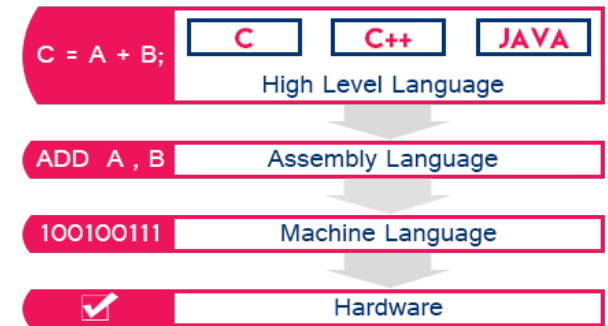 C = A + B;
C C++ JAVA
High Level Language
ADD A , B Assembly Language
100100111 Machine Language
Hardware